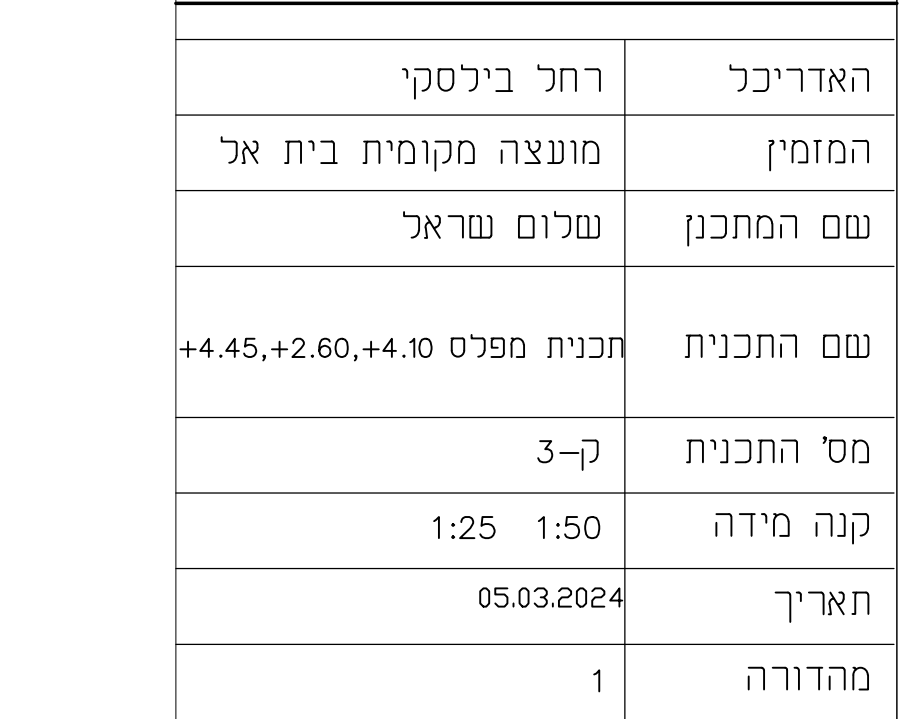 האדריכל רחל בילסקי
המזמין מועצה מקומית בית אל
שם המתכנן שלום שראל
שם התכנית תכנית מפלס 4.10+,2.60+,4.45+
מס' התכנית ק-3
קנה מידה 1:50 1:25
תאריך 05.03.2024
מהדורה 1